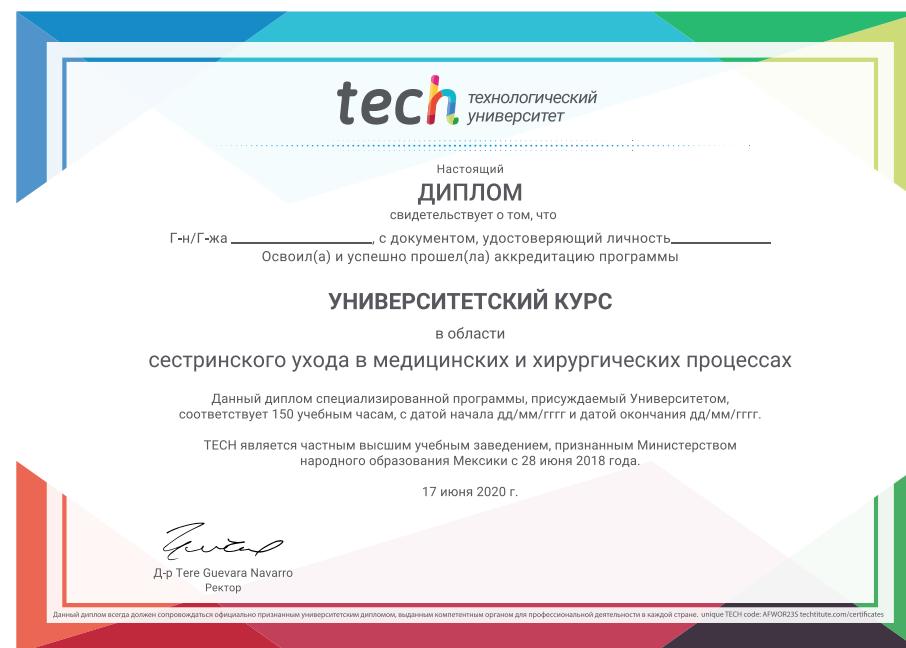 tech технологический
университет
Настоящий
ДИПЛОМ
свидетельствует о том, что
Г-н/Г-жа ____________, с документом, удостоверяющий личность____________
Освоил(а) и успешно прошел(ла) аккредитацию программы
УНИВЕРСИТЕТСКИЙ КУРС
в области
сестринского ухода в медицинских и хирургических процессах
Данный диплом специализированной программы, присуждаемый Университетом,
соответствует 150 учебным часам, с датой начала дд/мм/гггг и датой окончания дд/мм/гггг.
TECH является частным высшим учебным заведением, признанным Министерством
народного образования Мексики с 28 июня 2018 года.
17 июня 2020 г.
Д-р Tere Guevara Navarro
Ректор
Данный диплом всегда должен сопровождаться официально признанным университетским дипломом, выданным компетентным органом для профессиональной деятельности в каждой стране. unique TECH code: AFWOR23S techtitute.com/certificates